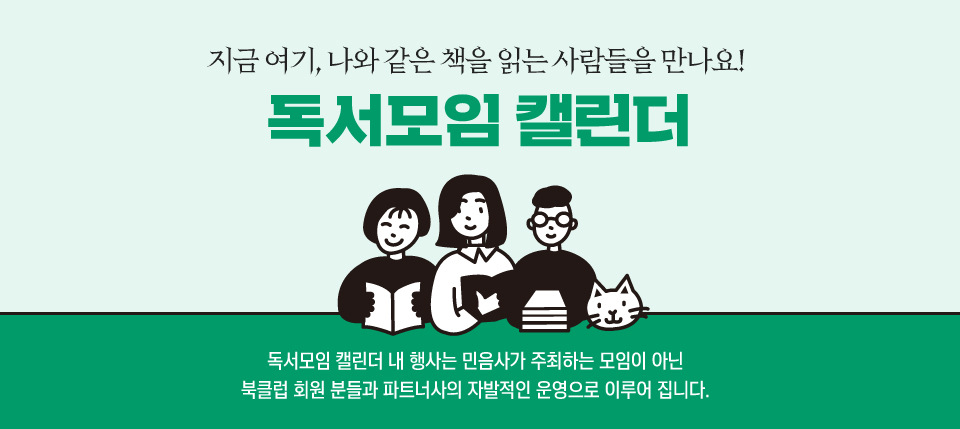 지금 여기, 나와 같은 책을 읽는 사람들을 만나요!
독서모임 캘린더
독서모임 캘린더 내 행사는 민음사가 주최하는 모임이 아닌
북클럽 회원 분들과 파트너사의 자발적인 운영으로 이루어 집니다.